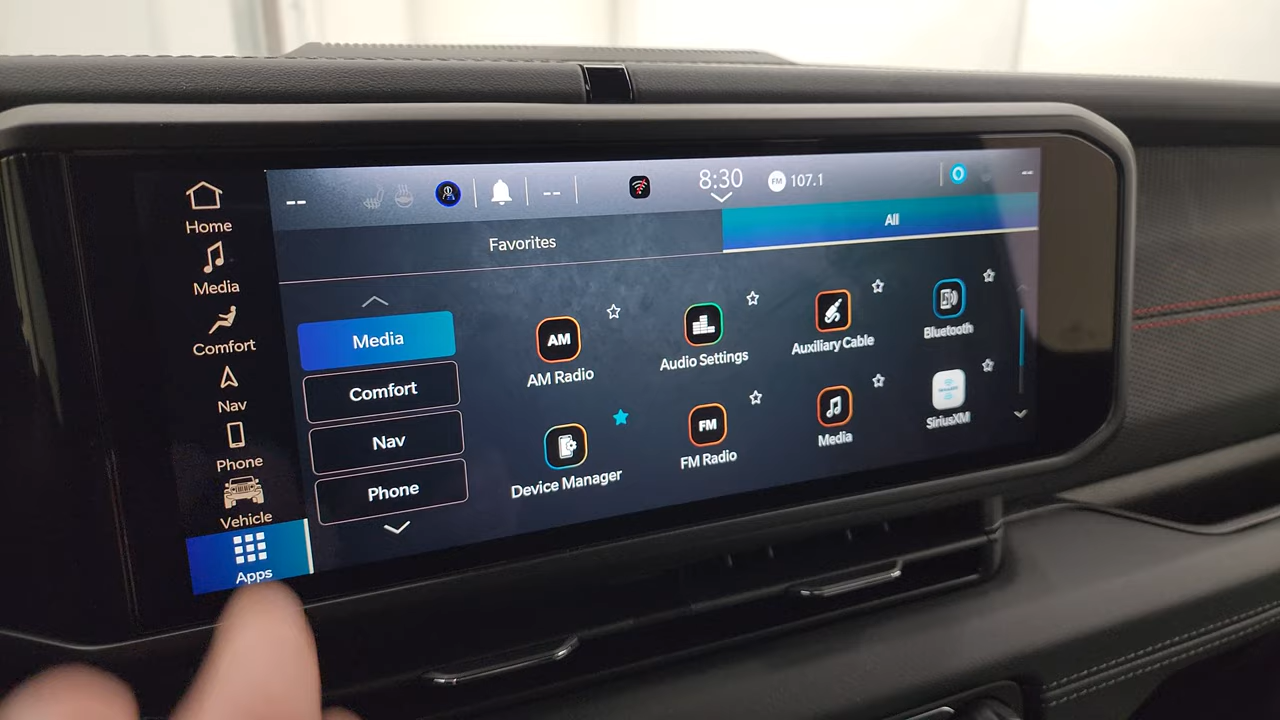 --
--
8:30
FM
107.1
--
Home
Media
Comfort
Nav
Phone
Vehicle
Apps
Favorites
All
Media
Comfort
Nav
Phone
AM
AM Radio
Audio Settings
Auxiliary Cable
Bluetooth
Device Manager
FM
FM Radio
Media
SiriusXM